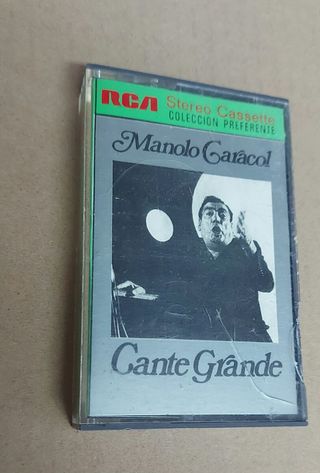 RCA Stereo Cassette
COLECCION PREFERENTE
Manolo Caracol
Cante Grande